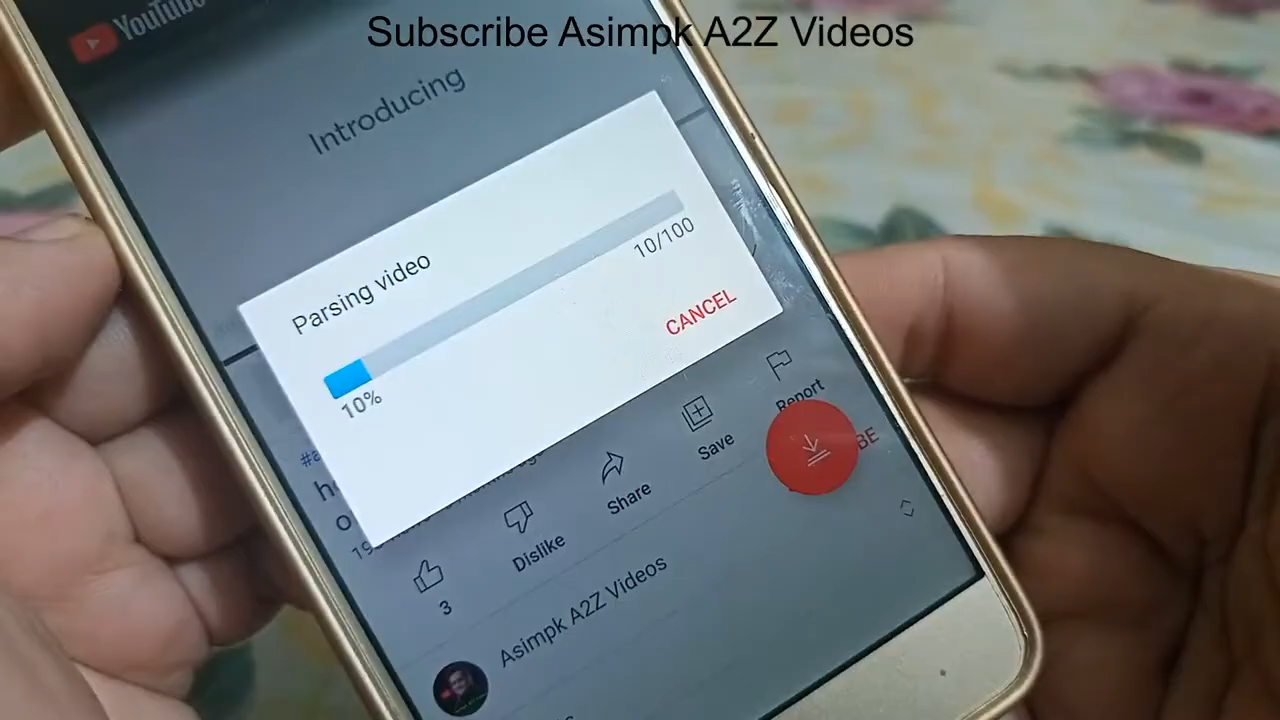 Subscribe Asimpk A2Z Videos
YouTube
Introducing
Parsing video
10/100
10%
CANCEL
Report
Save
Share
Dislike
3
Asimpk A2Z Videos